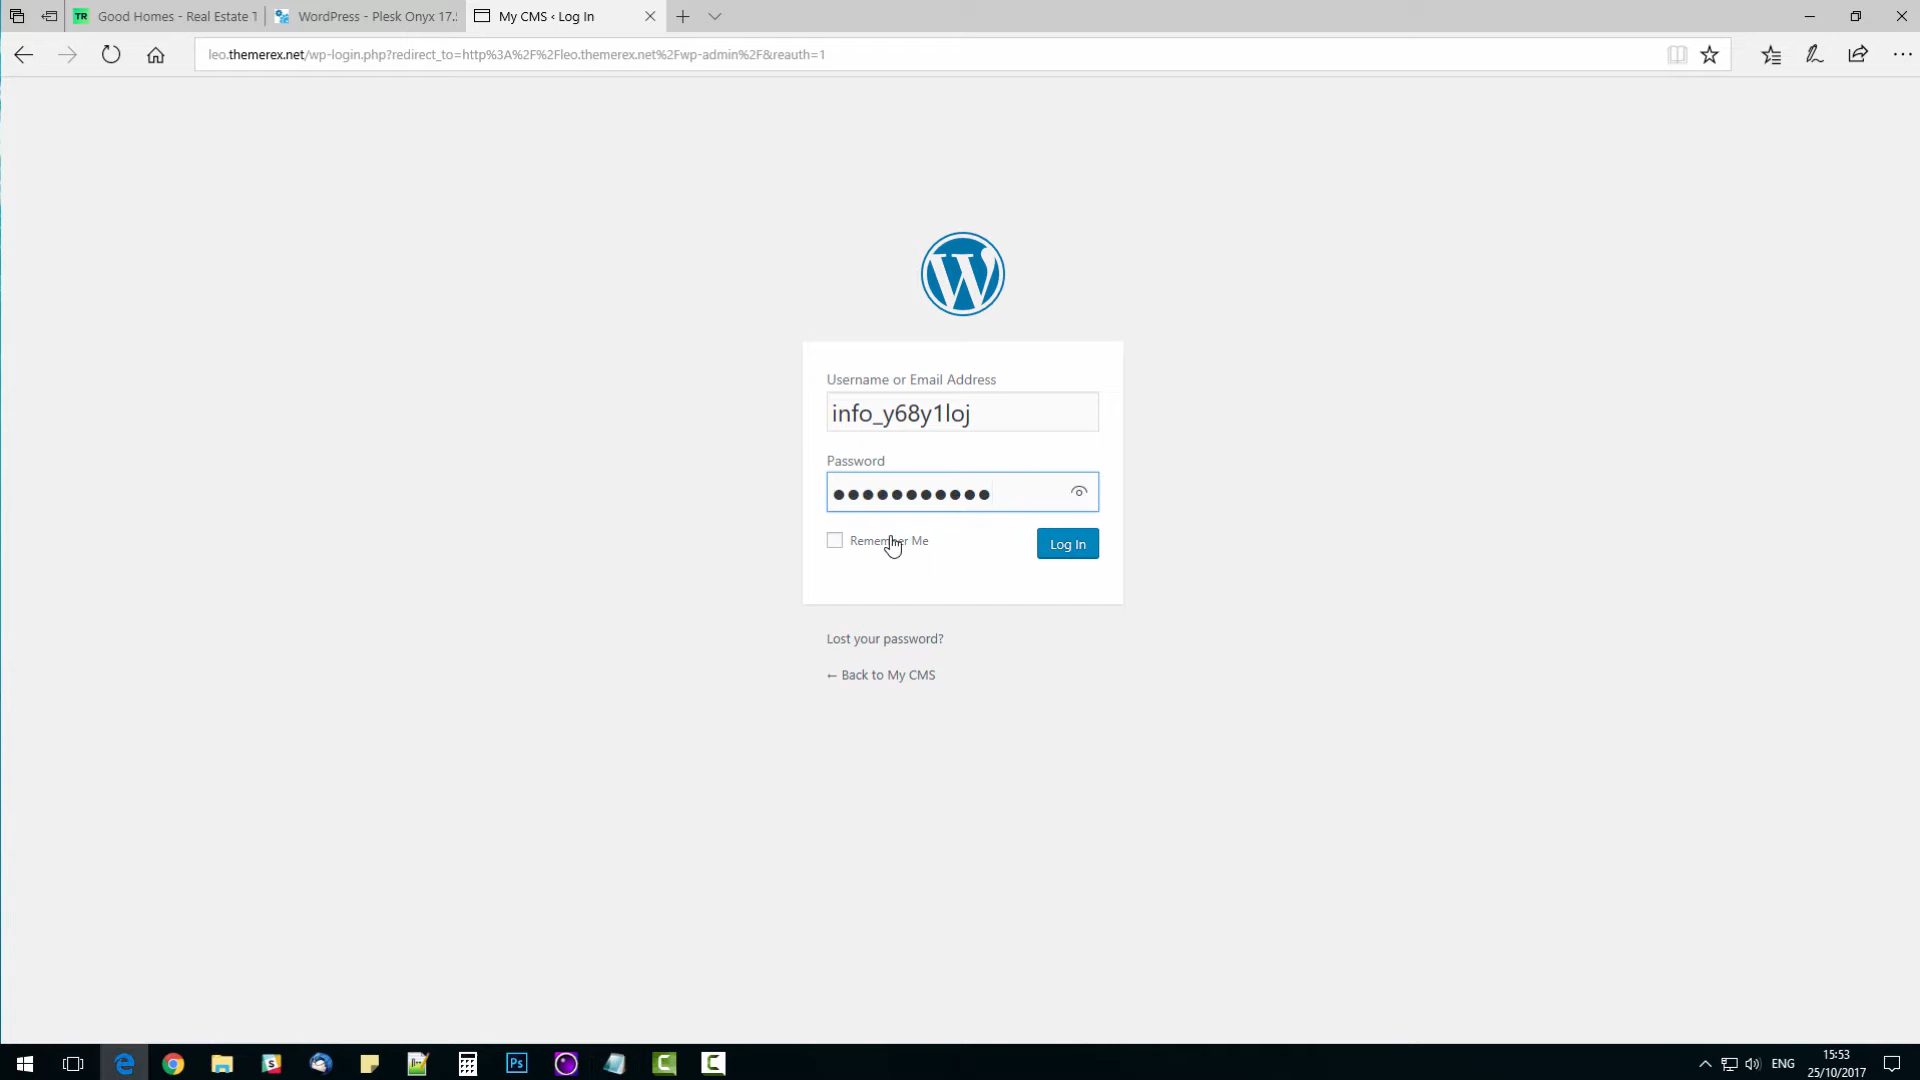 Good Homes - Real Estate T
WordPress - Plesk Onyx 17.5
My CMS ‹ Log In
leo.themerex.net/wp-login.php?redirect_to=http%3A%2F%2Fleo.themerex.net%2Fwp-admin%2F&reauth=1
Username or Email Address
info_y68y1loj
Password
Remember Me
Log In
Lost your password?
← Back to My CMS
ENG
15:53
25/10/2017